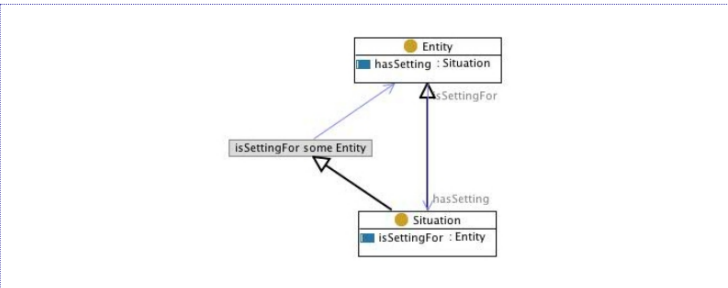 Entity
hasSetting : Situation
isSettingFor
isSettingFor some Entity
hasSetting
Situation
isSettingFor : Entity